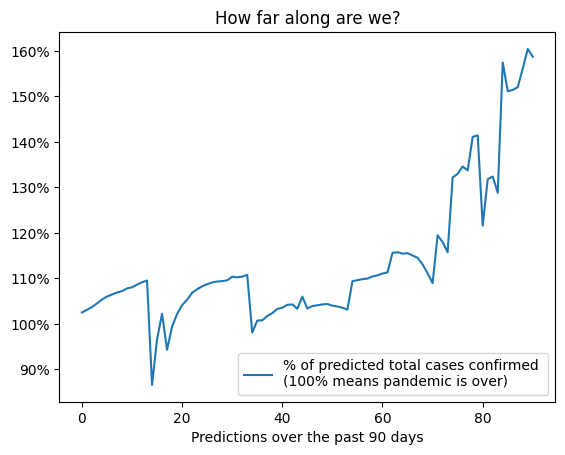 How far along are we?
160%
150%
140%
130%
120%
110%
100%
90%
% of predicted total cases confirmed
(100% means pandemic is over)
0 20 40 60 80
Predictions over the past 90 days